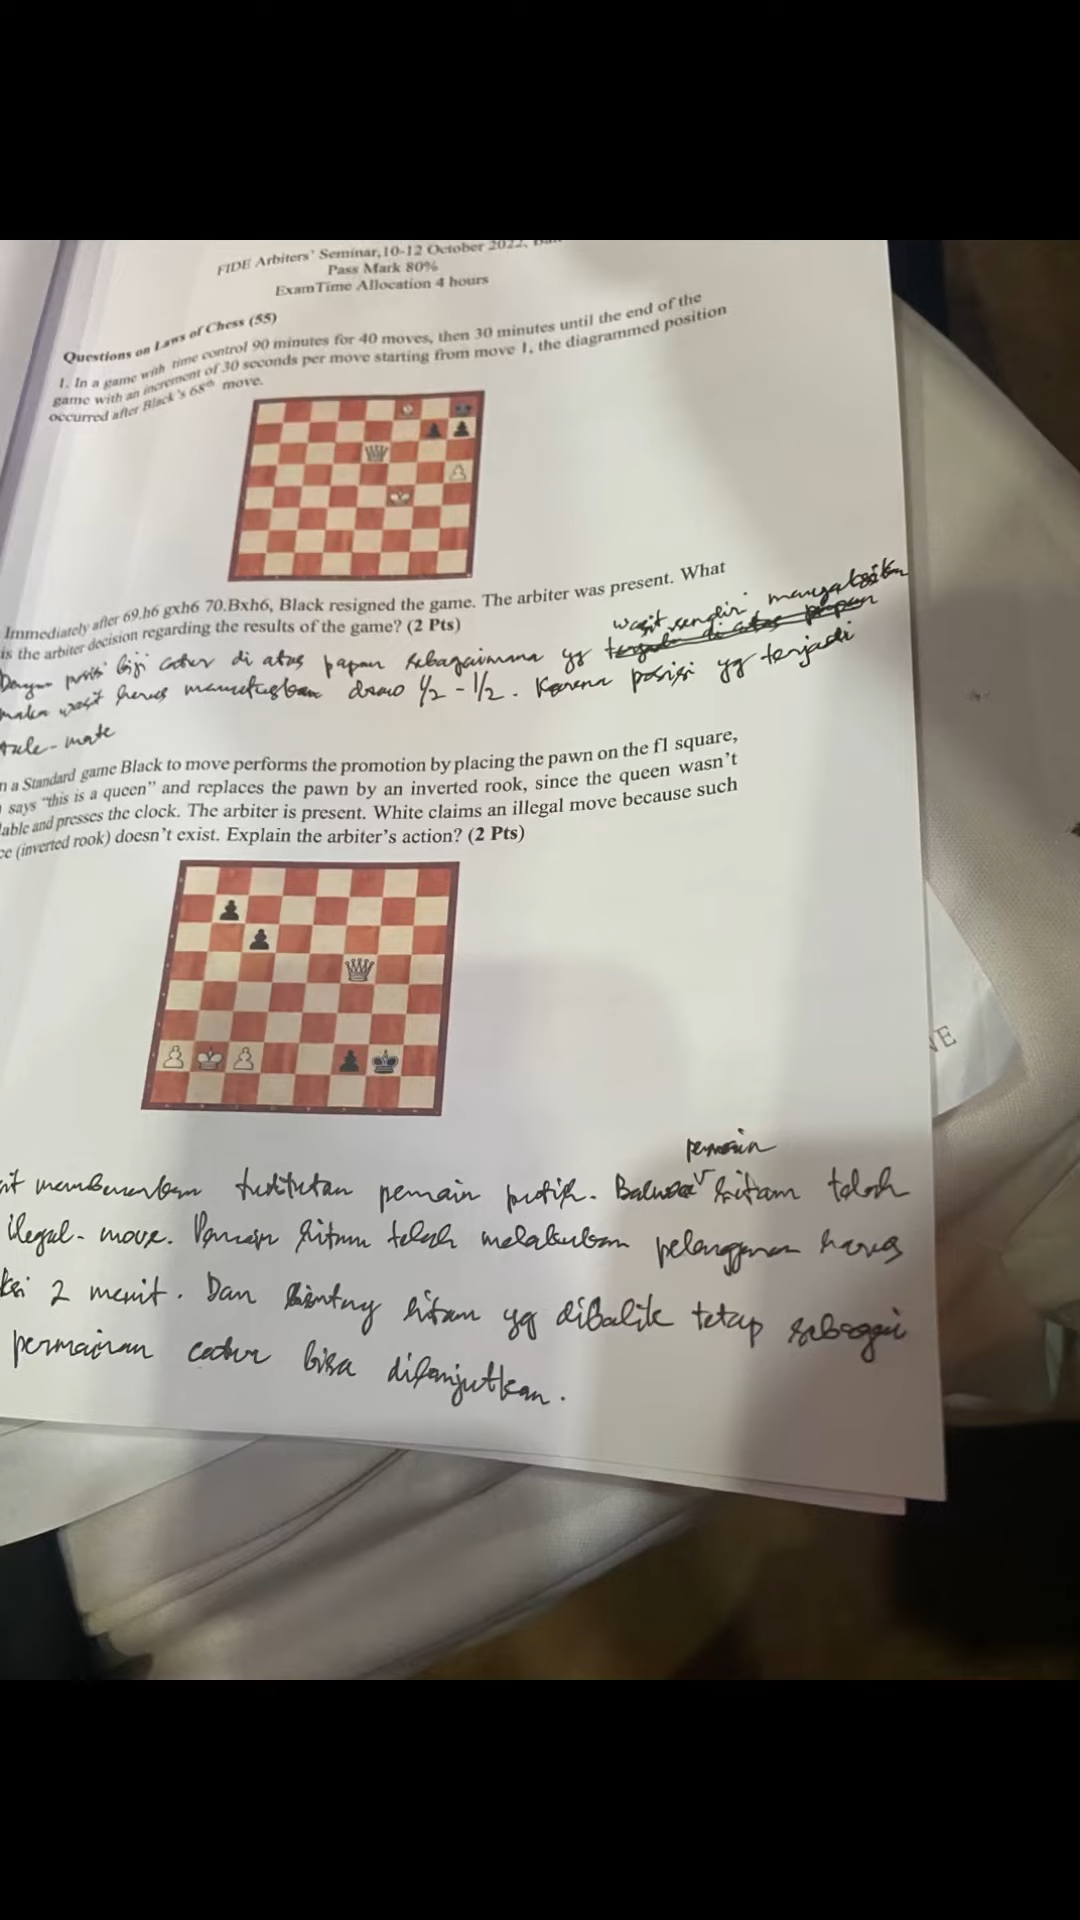 FIDE Arbiters' Seminar, 10-12 October 2022,
Pass Mark 80%
Exam Time Allocation 4 hours
Questions on Laws of Chess (55)
1. In a game with time control 90 minutes for 40 moves, then 30 minutes until the end of the
game with an increment of 30 seconds per move starting from move 1, the diagrammed position
occurred after Black's 68th move.
Immediately after 69.h6 gxh6 70.Bxh6, Black resigned the game. The arbiter was present. What
is the arbiter decision regarding the results of the game? (2 Pts)
wasit sendiri mengaksikan
Dengan posisi biji catur di atas papan sebagaimana yg
maka wasit harus memutuskan draw 1/2 - 1/2. Karena posisi yg terjadi
-mate
a Standard game Black to move performs the promotion by placing the pawn on the f1 square,
says "this is a queen" and replaces the pawn by an inverted rook, since the queen wasn't
and presses the clock. The arbiter is present. White claims an illegal move because such
(inverted rook) doesn't exist. Explain the arbiter's action? (2 Pts)
VE
pemain
membenarkan pemain putih. Bahwa hitam telah
ilegal-move. Pemain hitam telah melakukan pelanggaran harus
2 menit. Dan benteng hitam yg dibalik tetap sebagai
permainan catur bisa dilanjutkan.